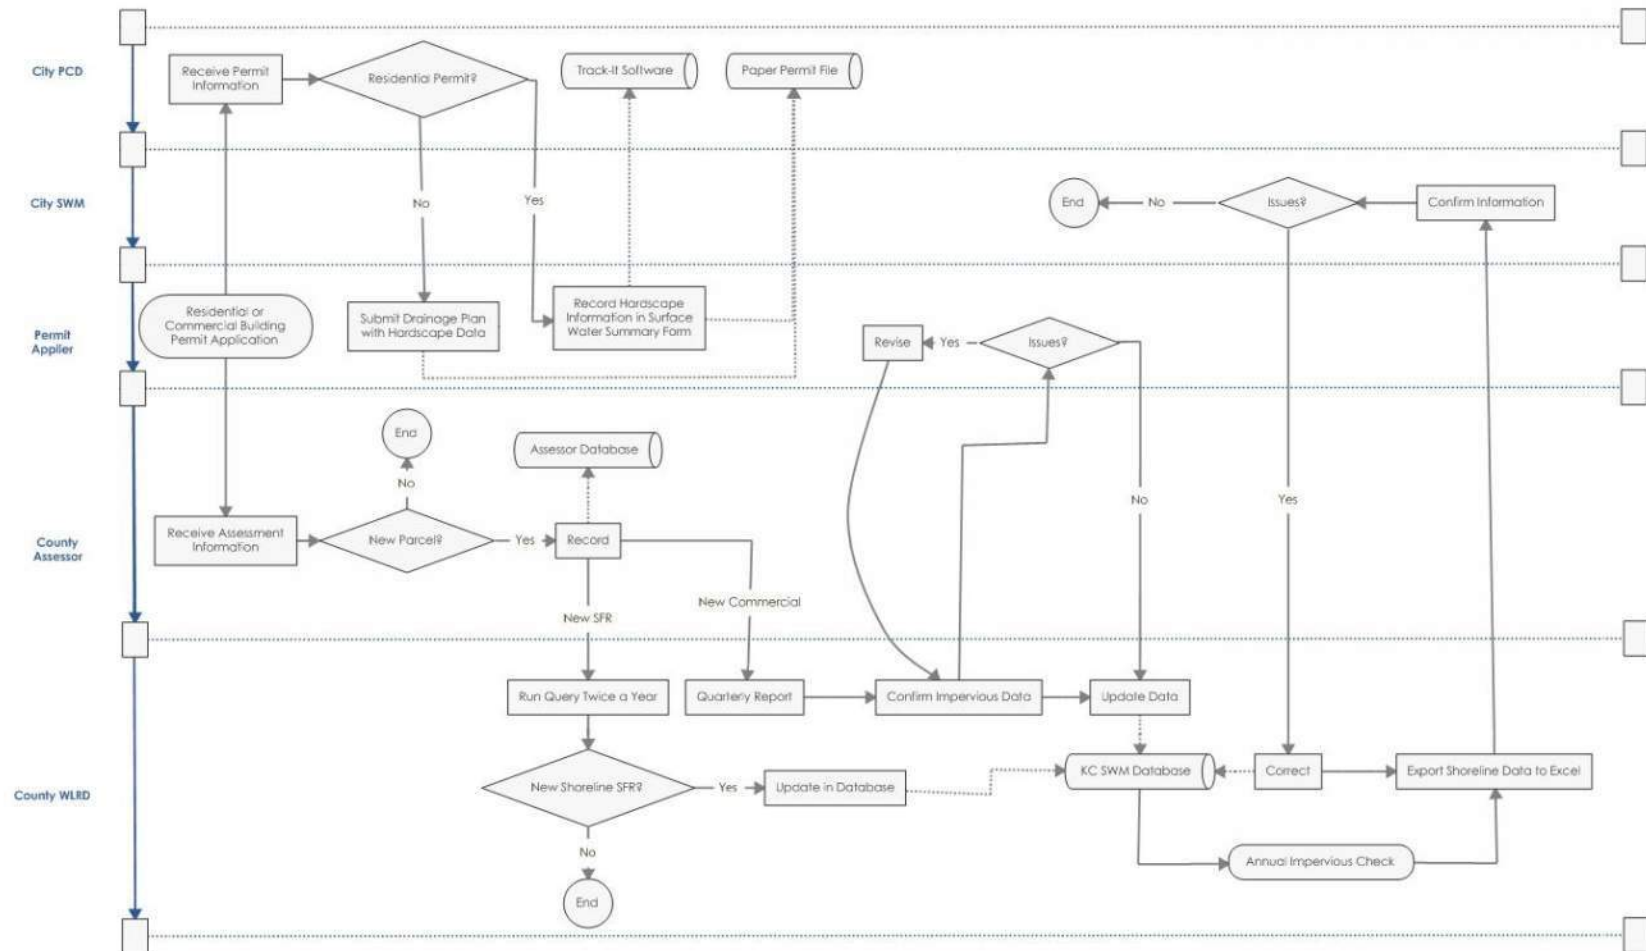 City PCD
Receive Permit
Information
Residential Permit?
Track-It Software
Paper Permit File
City SWM
No
Yes
End
No
Issues?
Confirm Information
Permit
Applier
Residential or
Commercial Building
Permit Application
Submit Drainage Plan
with Hardscape Data
Record Hardscape
Information in Surface
Water Summary Form
Revise
Yes
Issues?
County
Assessor
End
No
Assessor Database
Receive Assessment
Information
New Parcel?
Yes
Record
No
Yes
New SFR
New Commercial
County WLRD
Run Query Twice a Year
Quarterly Report
Confirm Impervious Data
Update Data
New Shoreline SFR?
Yes
Update in Database
KC SWM Database
Correct
Export Shoreline Data to Excel
No
Annual Impervious Check
End